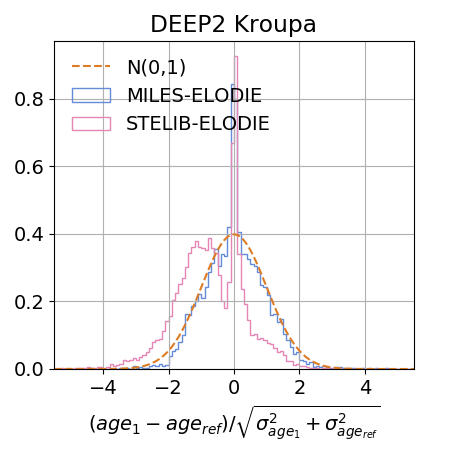 DEEP2 Kroupa
N(0,1)
MILES-ELODIE
STELIB-ELODIE
0.8
0.6
0.4
0.2
0.0
−4 −2 0 2 4
(age₁ − age_ref)/√(σ²_age₁ + σ²_age_ref)